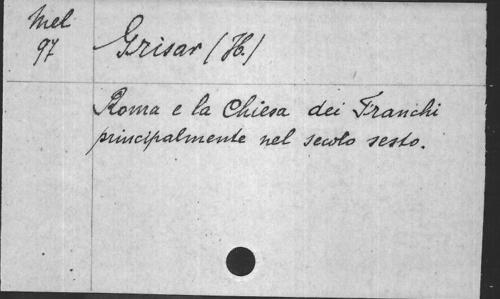 Mel
97
Grisar (H.)
Roma e la Chiesa dei Franchi
principalmente nel secolo sesto.